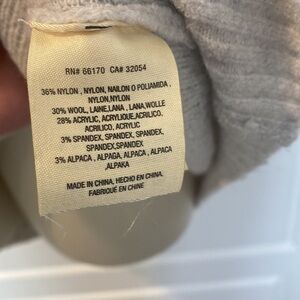 RN# 66170 CA# 32054
36% NYLON , NYLON, NAILON O POLIAMIDA ,
NYLON,NYLON
30% WOOL, LAINE,LANA , LANA,WOLLE
28% ACRYLIC, ACRYLIQUE,ACRILICO,
ACRILICO, ACRYLIC
3% SPANDEX, SPANDEX, SPANDEX,
SPANDEX,SPANDEX
3% ALPACA , ALPAGA, ALPACA , ALPACA
,ALPAKA
MADE IN CHINA, HECHO EN CHINA,
FABRIQUÉ EN CHINE